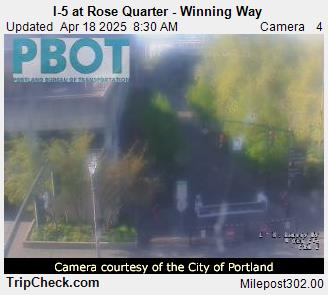 I-5 at Rose Quarter - Winning Way
Updated Apr 18 2025 8:30 AM Camera 4
PBOT
PORTLAND BUREAU OF TRANSPORTATION
Camera courtesy of the City of Portland
TripCheck.com Milepost302.00